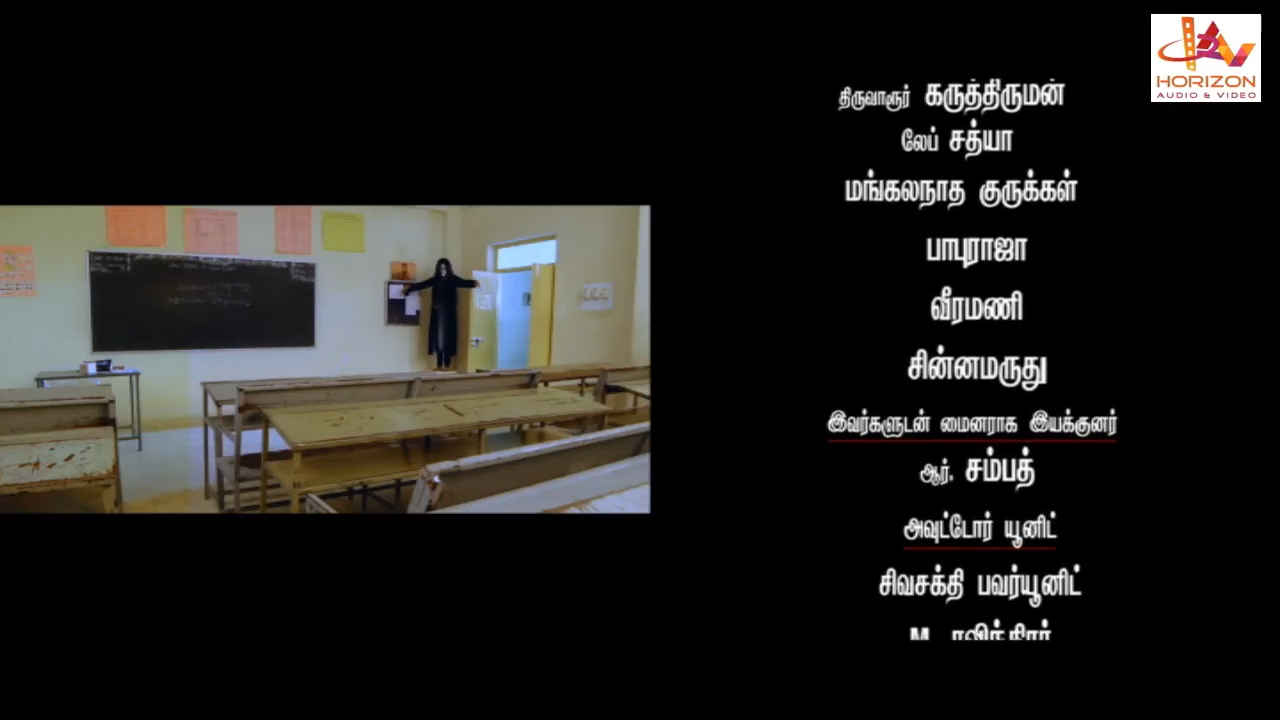 HORIZON
AUDIO & VIDEO
திருவாரூர் கருத்திருமன்
லேப் சத்யா
மங்கலநாத குருக்கள்
பாபுராஜா
வீரமணி
சின்னமருது
இவர்களுடன் மைனராக இயக்குனர்
ஆர். சம்பத்
அவுட்டோர் யூனிட்
சிவசக்தி பவர்யூனிட்
M.